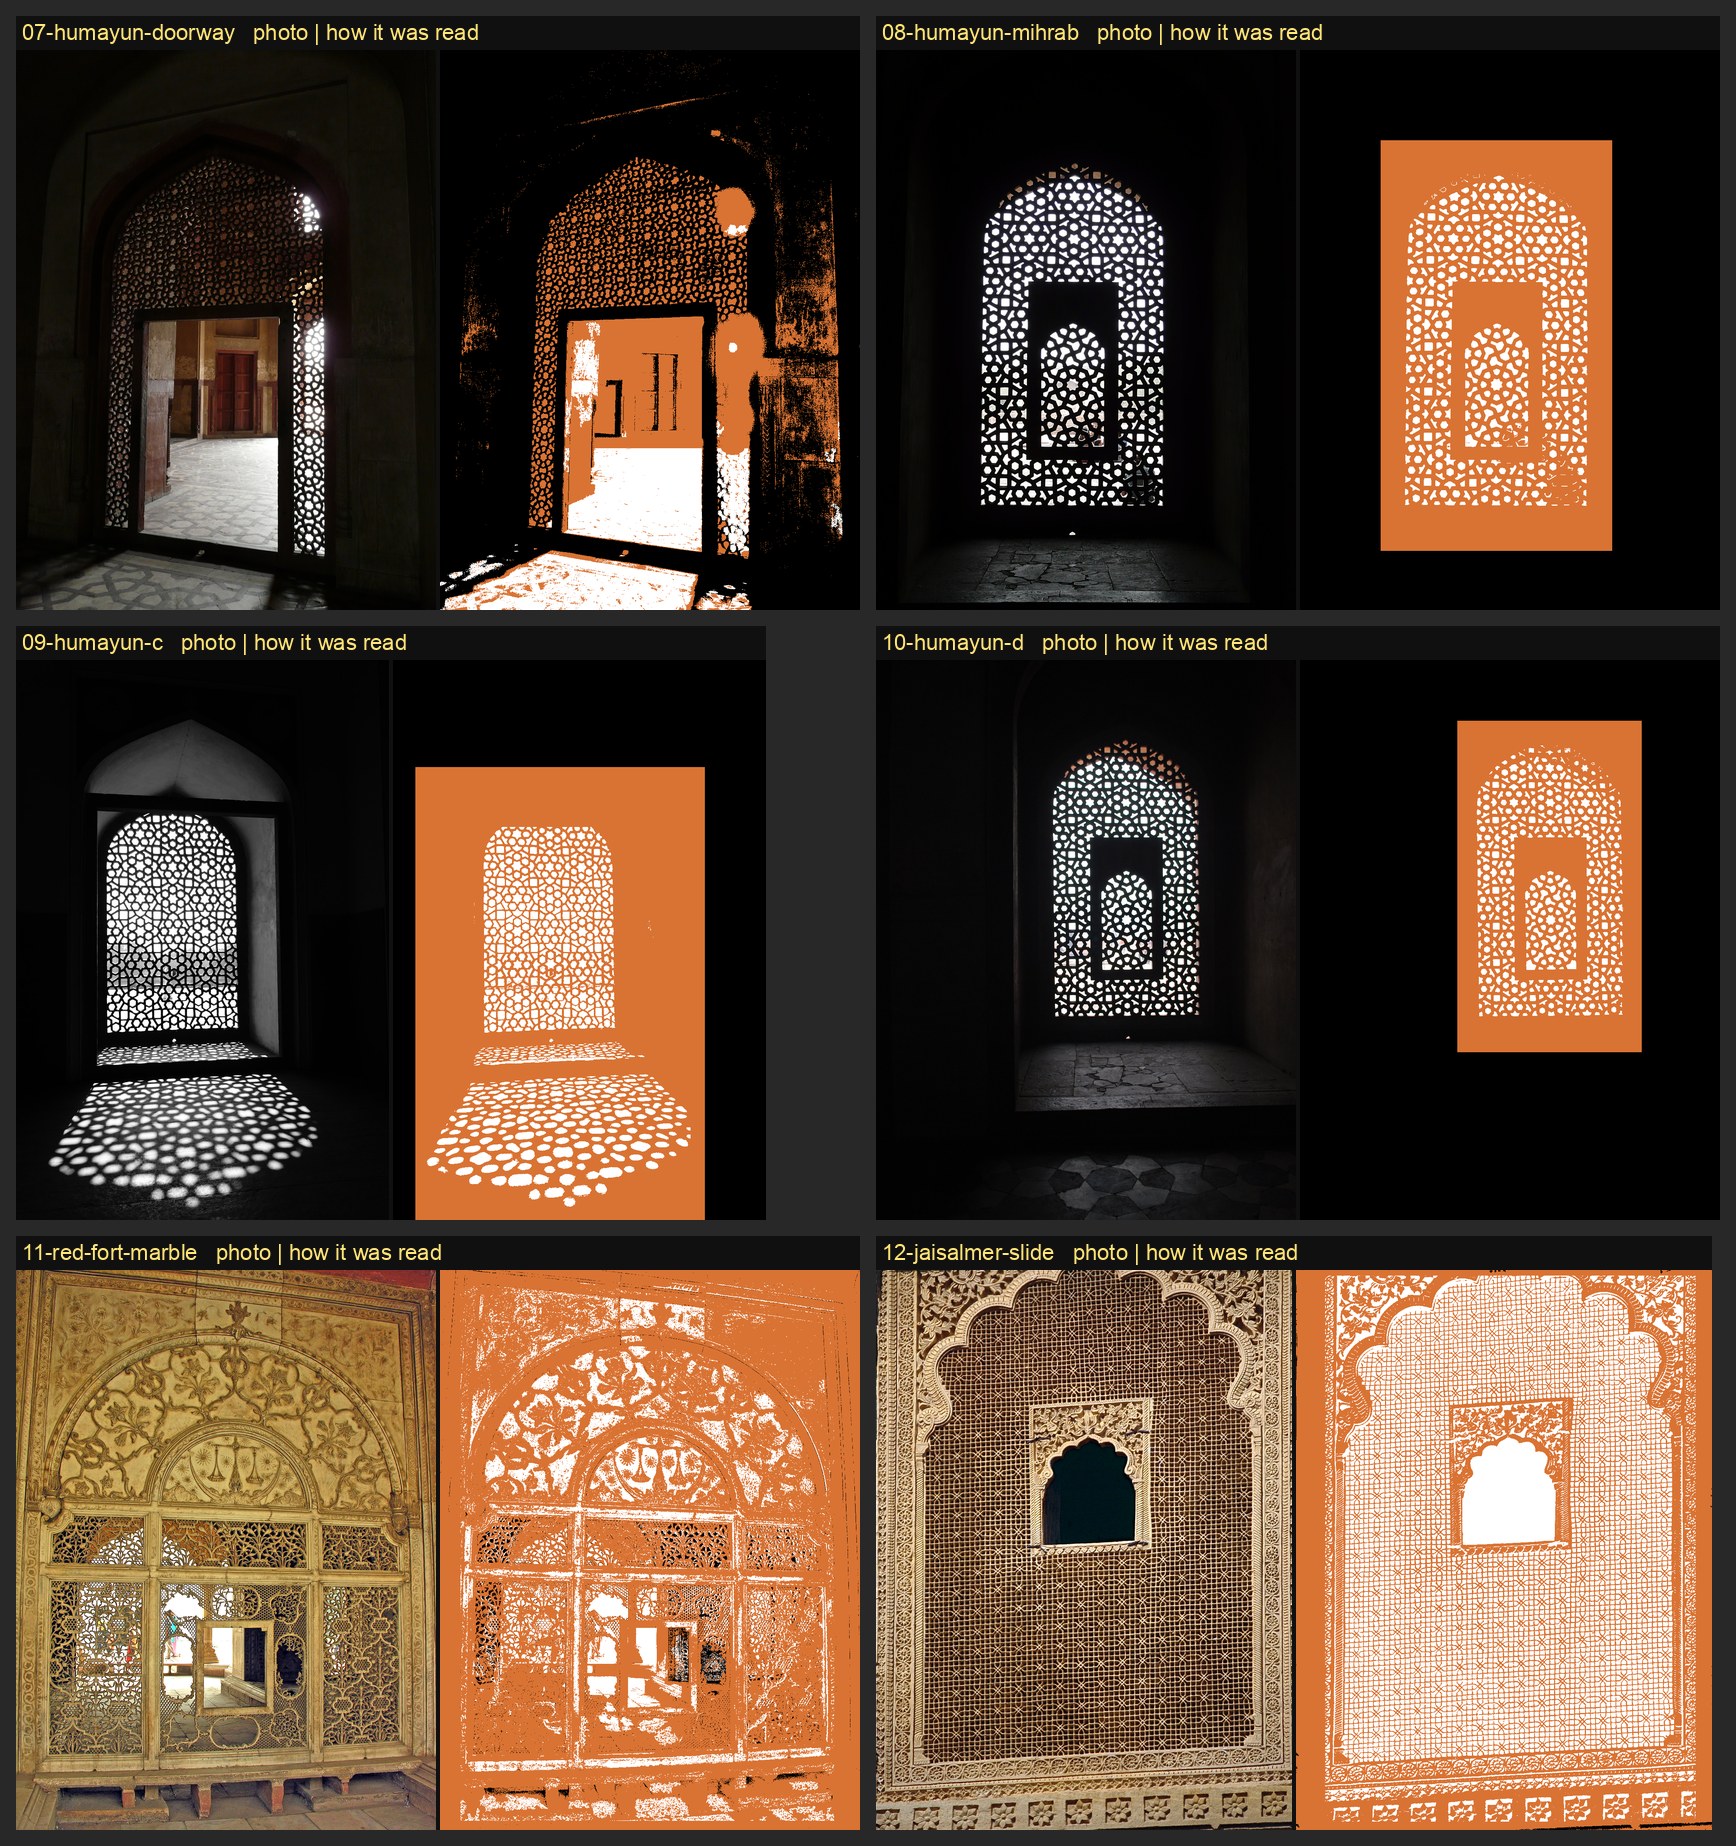 07-humayun-doorway photo | how it was read
08-humayun-mihrab photo | how it was read
09-humayun-c photo | how it was read
10-humayun-d photo | how it was read
11-red-fort-marble photo | how it was read
12-jaisalmer-slide photo | how it was read